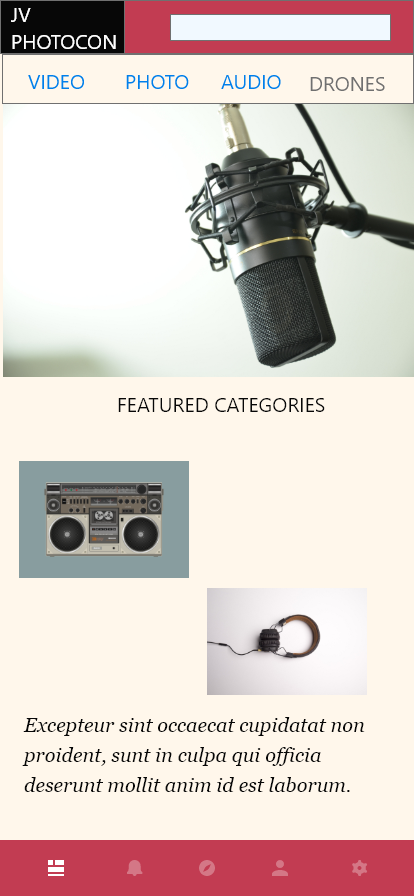 JV
PHOTOCON
VIDEO PHOTO AUDIO DRONES
FEATURED CATEGORIES
Excepteur sint occaecat cupidatat non
proident, sunt in culpa qui officia
deserunt mollit anim id est laborum.